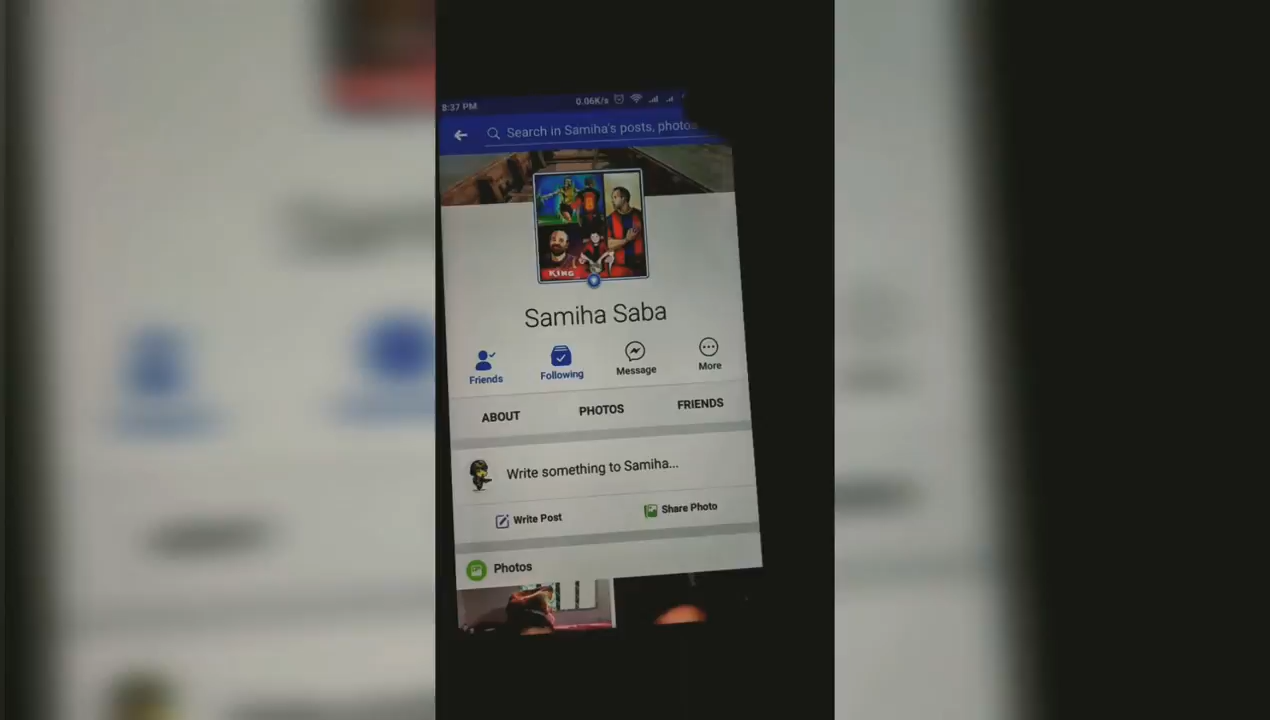 8:37 PM
0.06K/s
Search in Samiha's posts, photos
KING
Samiha Saba
Friends
Following
Message
More
ABOUT
PHOTOS
FRIENDS
Write something to Samiha...
Write Post
Share Photo
Photos